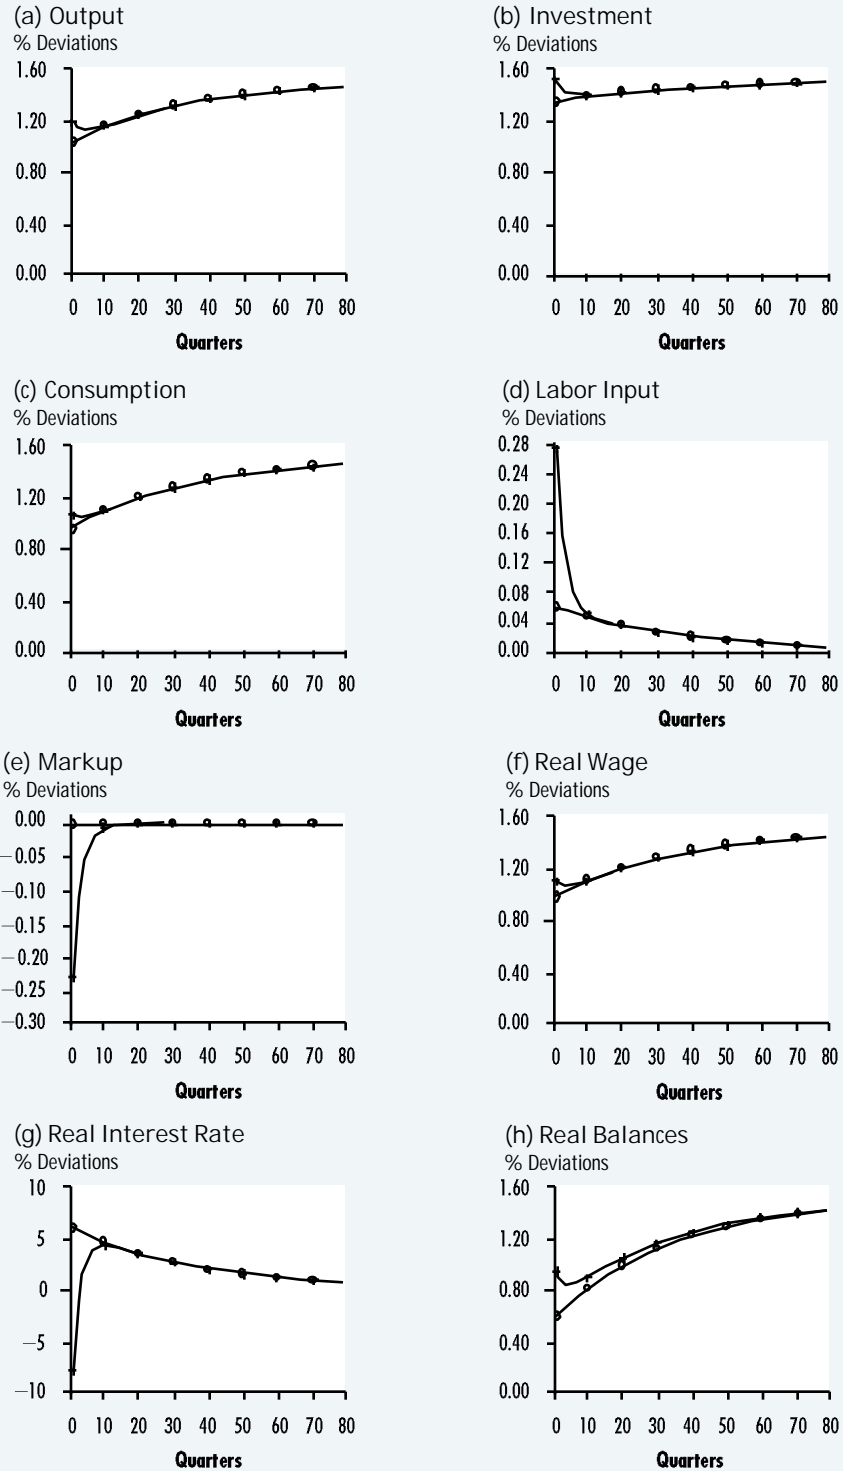 (a) Output
% Deviations
1.60
1.20
0.80
0.40
0.00
0 10 20 30 40 50 60 70 80
Quarters
(b) Investment
% Deviations
1.60
1.20
0.80
0.40
0.00
0 10 20 30 40 50 60 70 80
Quarters
(c) Consumption
% Deviations
1.60
1.20
0.80
0.40
0.00
0 10 20 30 40 50 60 70 80
Quarters
(d) Labor Input
% Deviations
0.28
0.24
0.20
0.16
0.12
0.08
0.04
0.00
0 10 20 30 40 50 60 70 80
Quarters
(e) Markup
% Deviations
0.00
−0.05
−0.10
−0.15
−0.20
−0.25
−0.30
0 10 20 30 40 50 60 70 80
Quarters
(f) Real Wage
% Deviations
1.60
1.20
0.80
0.40
0.00
0 10 20 30 40 50 60 70 80
Quarters
(g) Real Interest Rate
% Deviations
10
5
0
−5
−10
0 10 20 30 40 50 60 70 80
Quarters
(h) Real Balances
% Deviations
1.60
1.20
0.80
0.40
0.00
0 10 20 30 40 50 60 70 80
Quarters